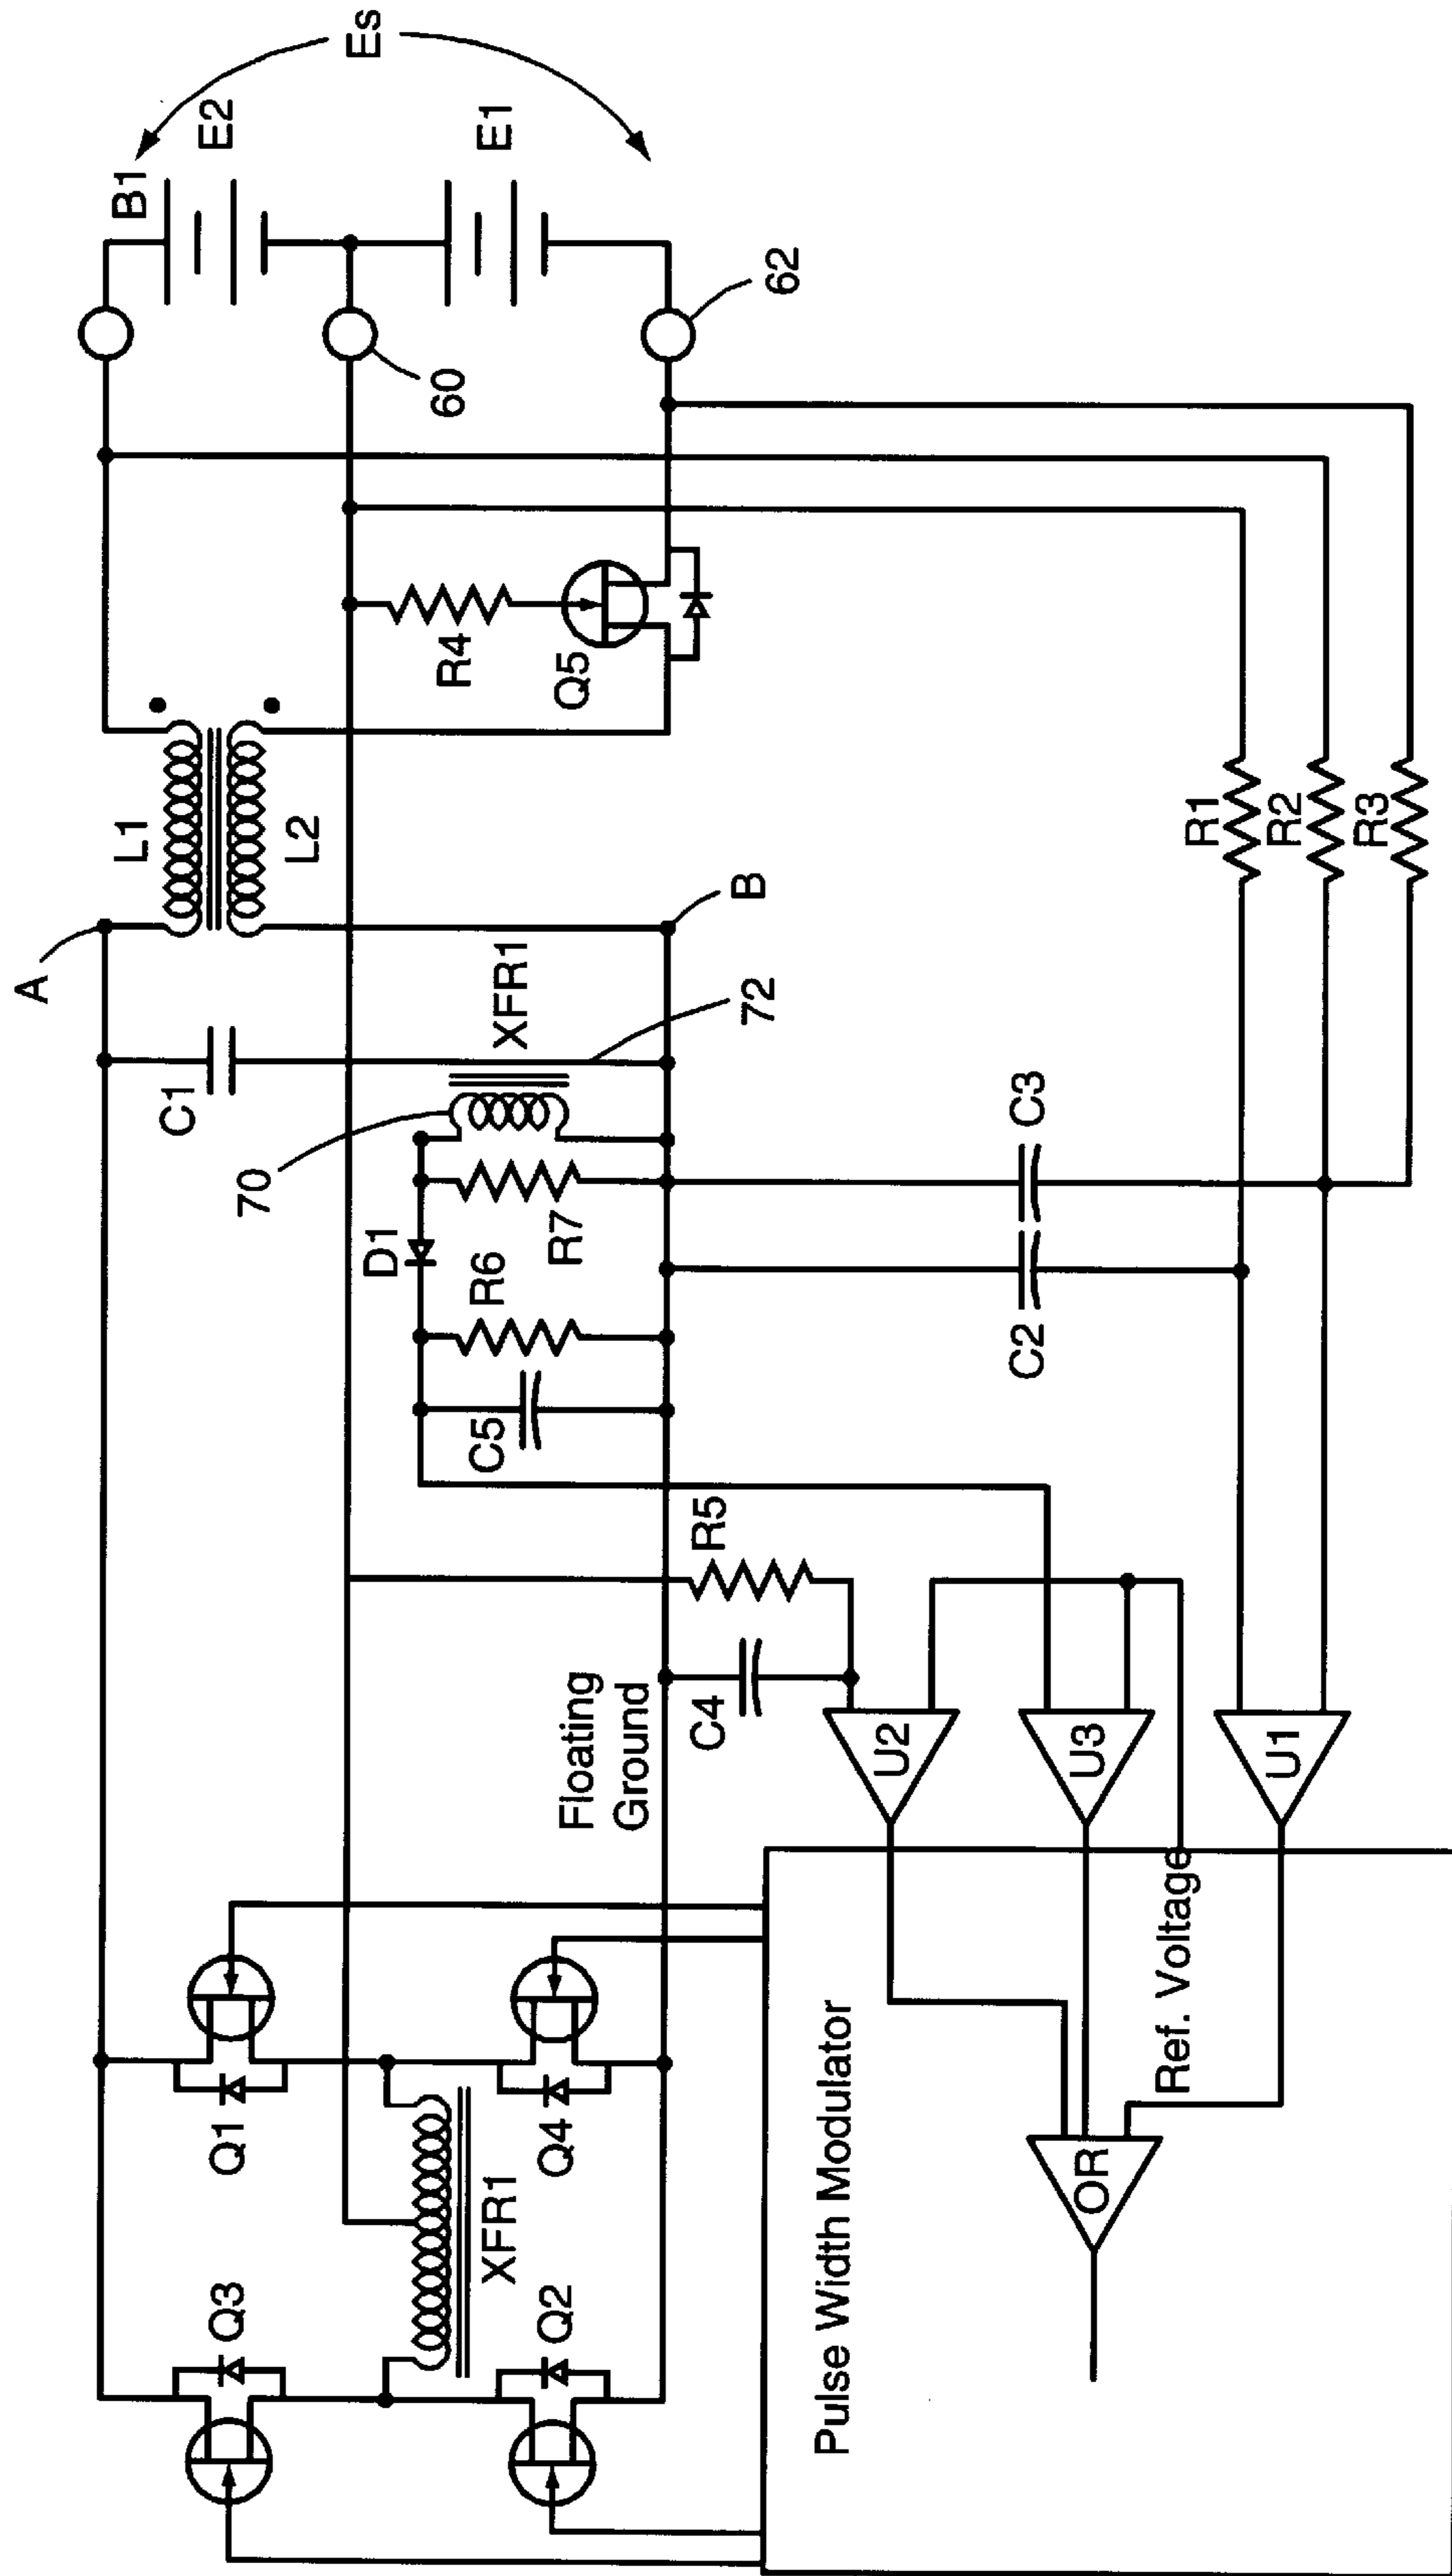 Es
B1
E2
E1
60
62
R4
Q5
L1
L2
A
B
XFR1
72
C1
70
D1
R7
R6
C5
C3
C2
R1
R2
R3
R5
Floating
Ground
C4
U2
U3
U1
Ref. Voltage
Pulse Width Modulator
OR
Q1
Q4
XFR1
Q3
Q2